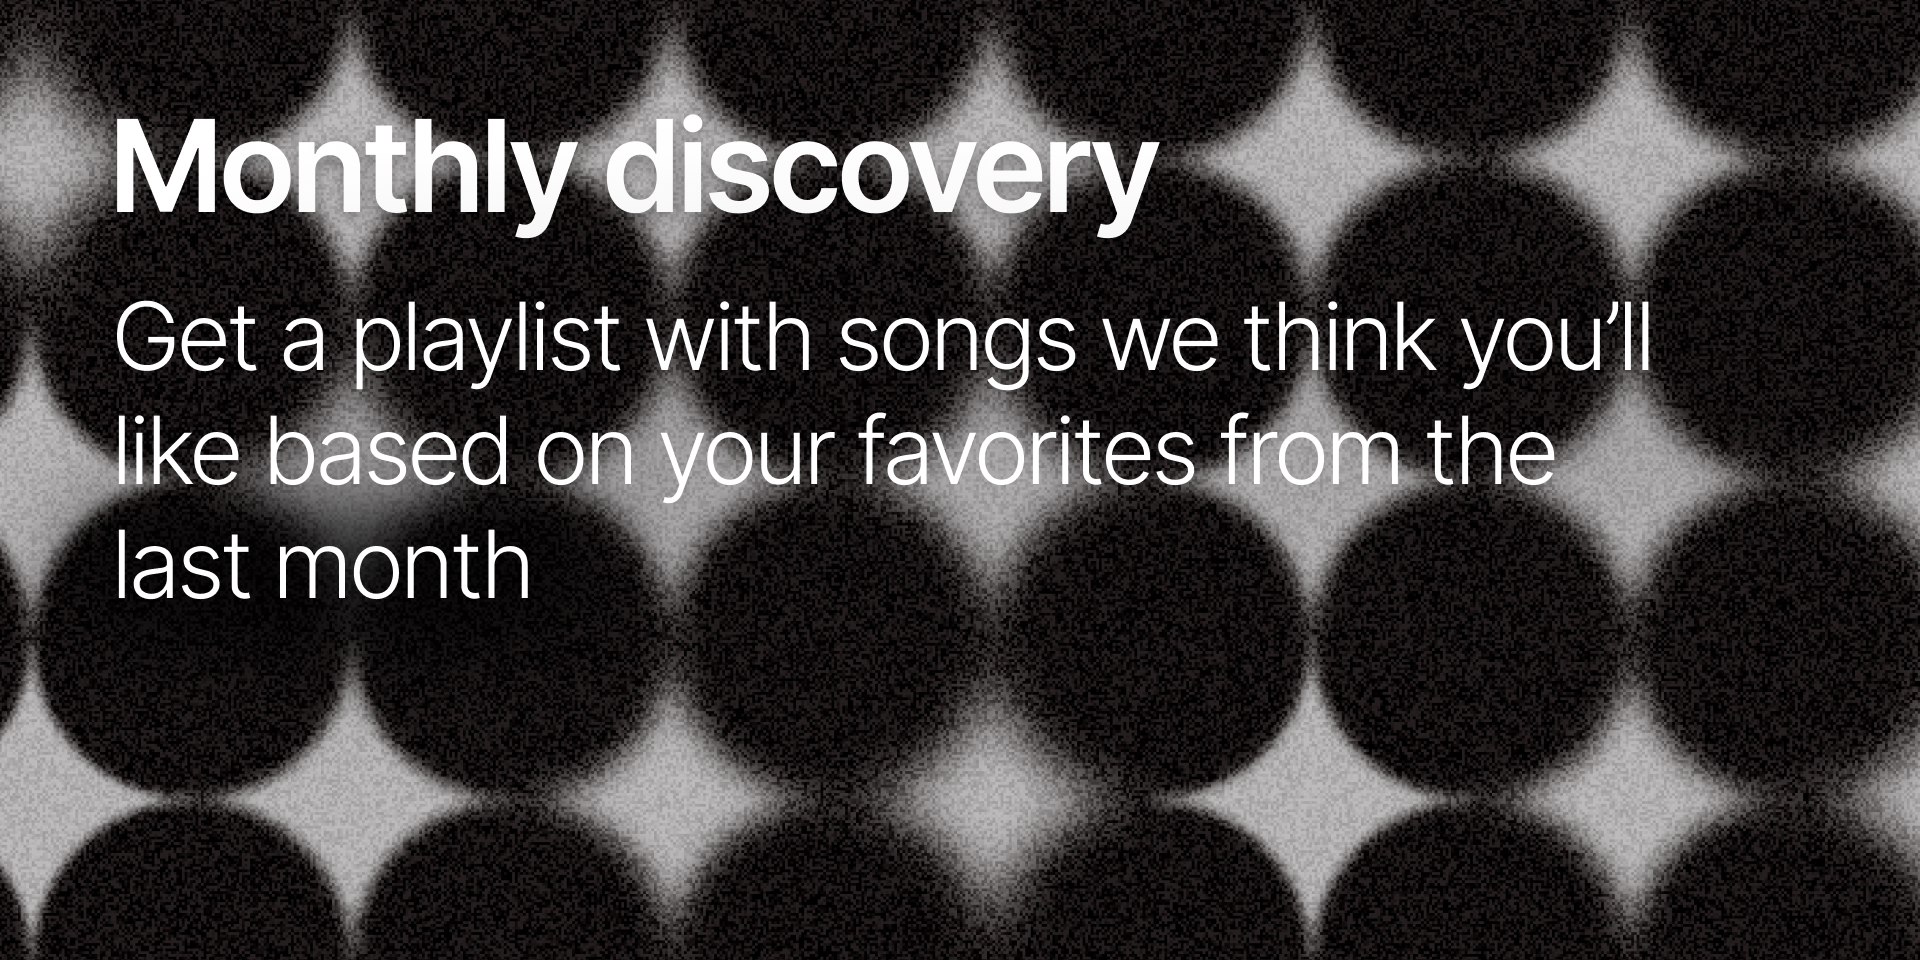 Monthly discovery
Get a playlist with songs we think you’ll
like based on your favorites from the
last month